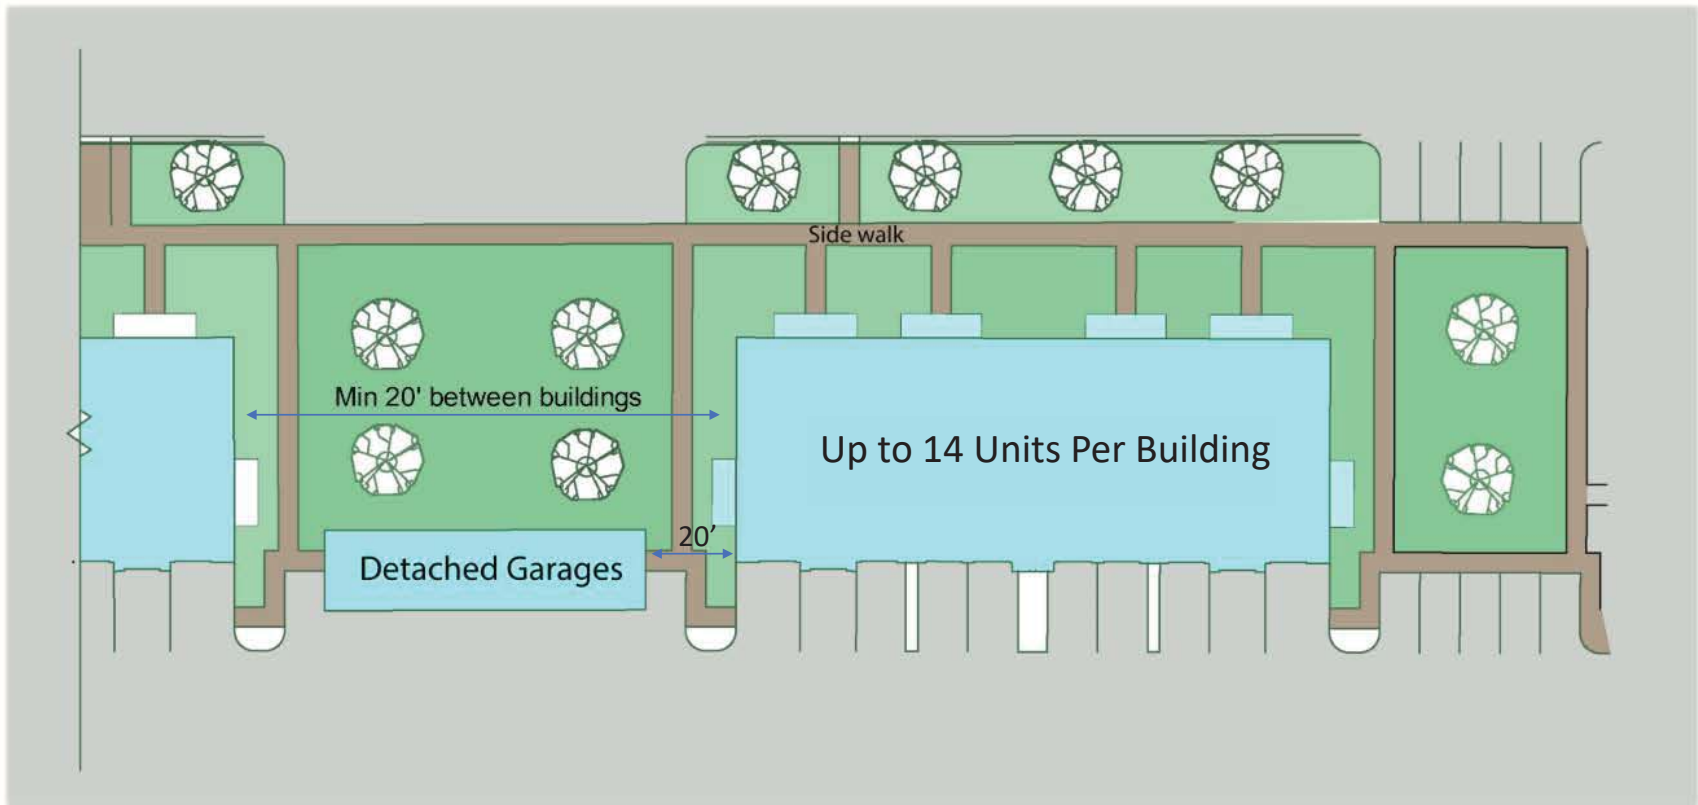 Side walk
Min 20' between buildings
Up to 14 Units Per Building
20’
Detached Garages